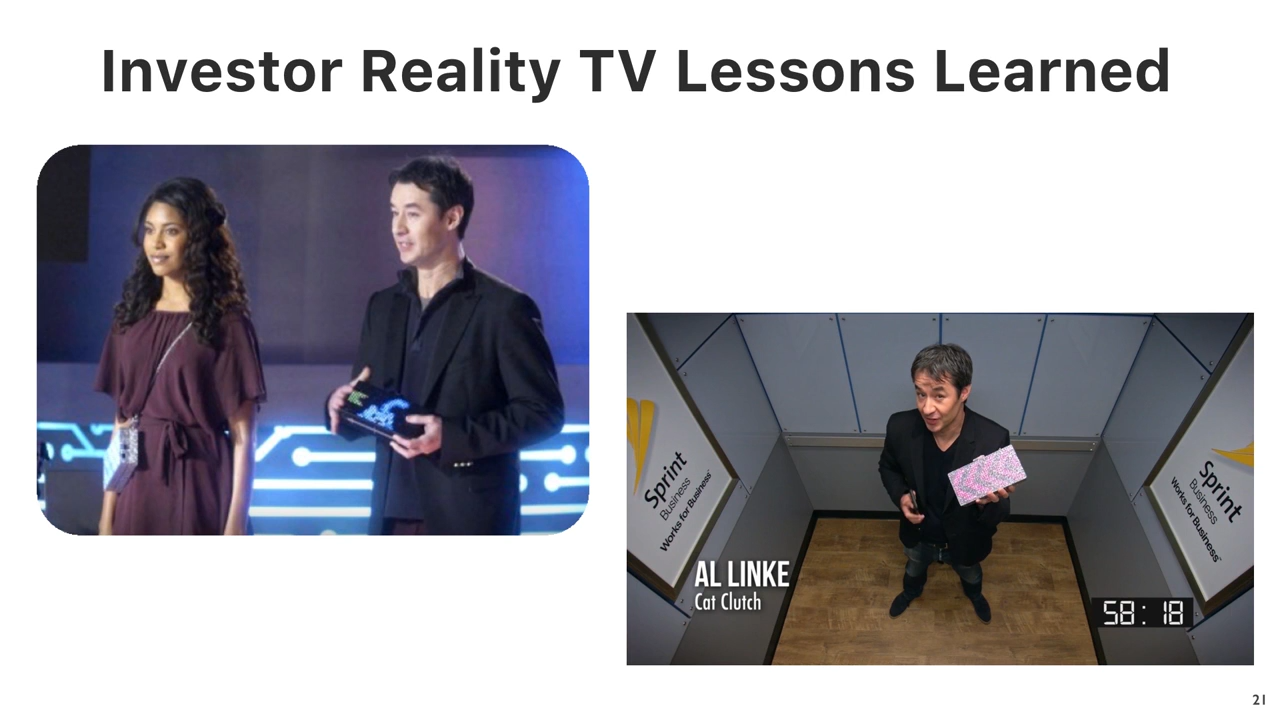 Investor Reality TV Lessons Learned
Sprint
Business
Works for Business
Sprint
Business
Works for Business
AL LINKE
Cat Clutch
58:18
21